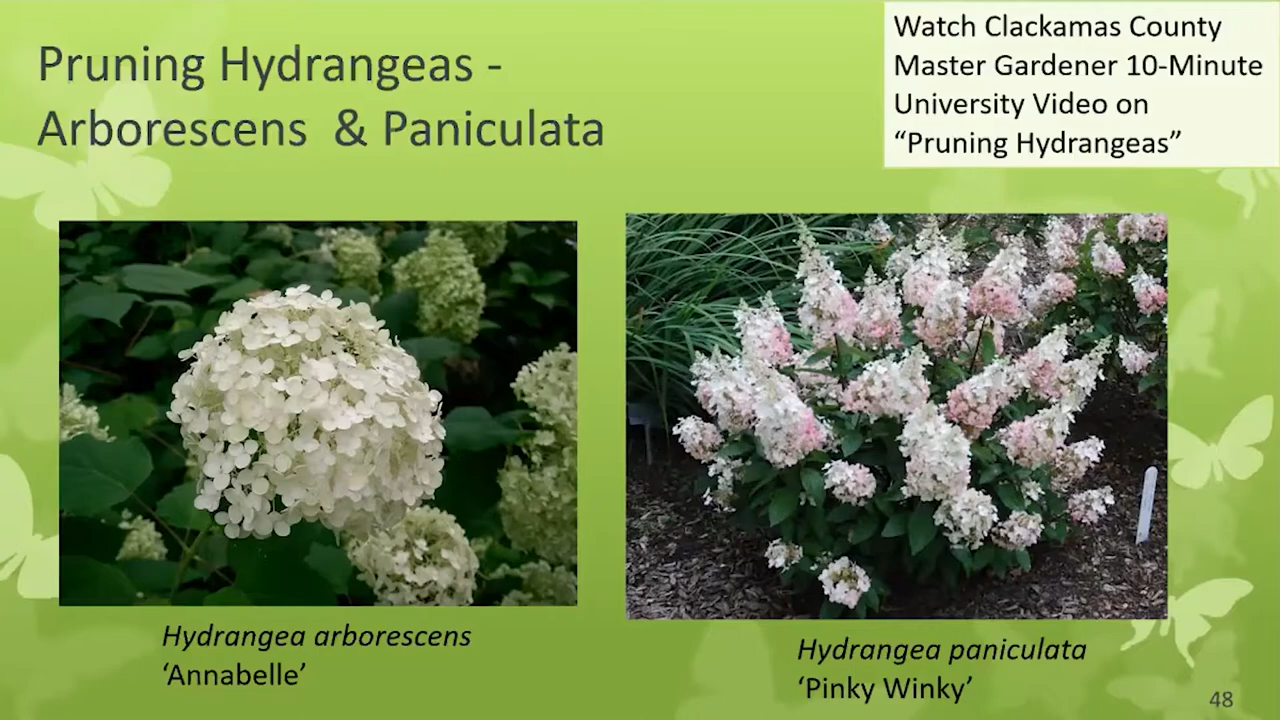 Pruning Hydrangeas -
Arborescens & Paniculata
Watch Clackamas County
Master Gardener 10-Minute
University Video on
“Pruning Hydrangeas”
Hydrangea arborescens
‘Annabelle’
Hydrangea paniculata
‘Pinky Winky’
48